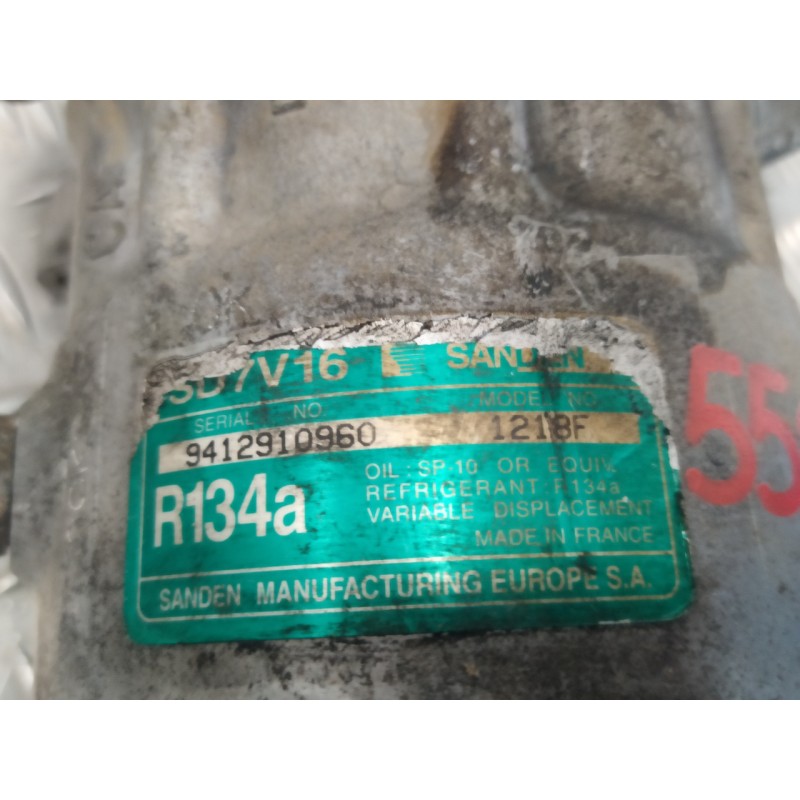 SD7V16 SANDEN
SERIAL NO. MODEL NO.
9412910960 1218F
R134a
OIL : SP-10 OR EQUIV.
REFRIGERANT : R134a
VARIABLE DISPLACEMENT
MADE IN FRANCE
SANDEN MANUFACTURING EUROPE S.A.
55